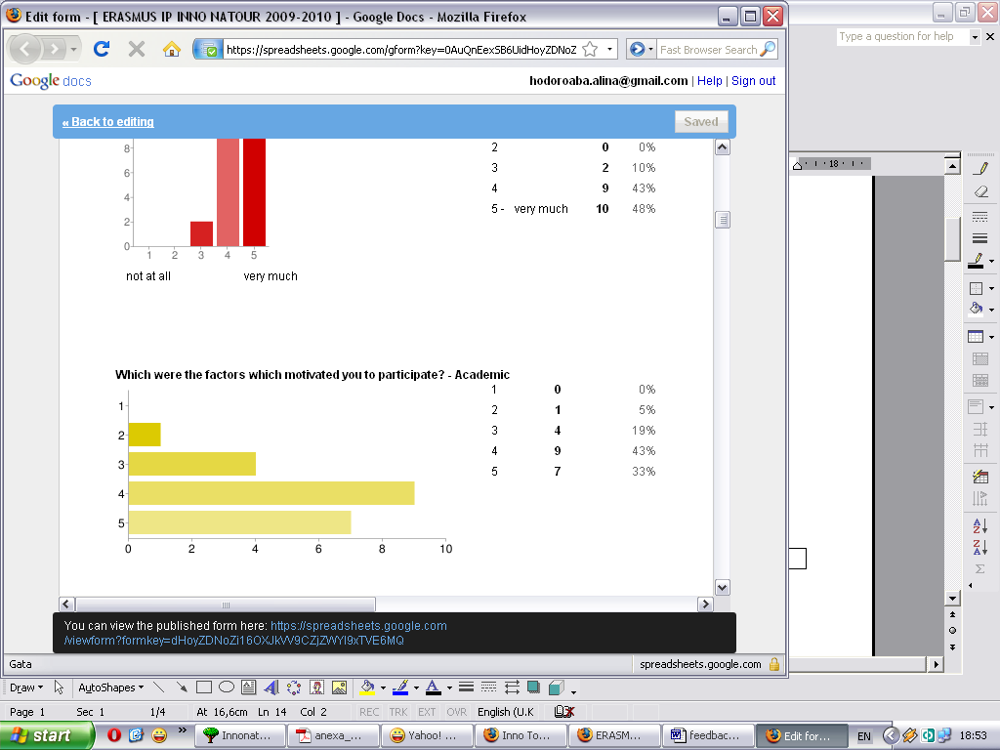 Edit form - [ ERASMUS IP INNO NATOUR 2009-2010 ] - Google Docs - Mozilla Firefox
Type a question for help
https://spreadsheets.google.com/gform?key=0AuQnEexSB6UidHoyZDNoZ
Fast Browser Search
Google docs
hodoroaba.alina@gmail.com | Help | Sign out
« Back to editing
Saved
18
8
6
4
2
0
1 2 3 4 5
not at all very much
2 0 0%
3 2 10%
4 9 43%
5 - very much 10 48%
Which were the factors which motivated you to participate? - Academic
1
2
3
4
5
0 2 4 6 8 10
1 0 0%
2 1 5%
3 4 19%
4 9 43%
5 7 33%
You can view the published form here: https://spreadsheets.google.com
/viewform?formkey=dHoyZDNoZi16OXJkVV9CZjZWYl9xTVE6MQ
Gata
spreadsheets.google.com
Draw AutoShapes
Page 1 Sec 1 1/4 At 16,6cm Ln 14 Col 2 REC TRK EXT OVR English (U.K
start Innonat... anexa_... Yahoo! ... Inno To... ERASM... feedbac... Edit for... EN 18:53